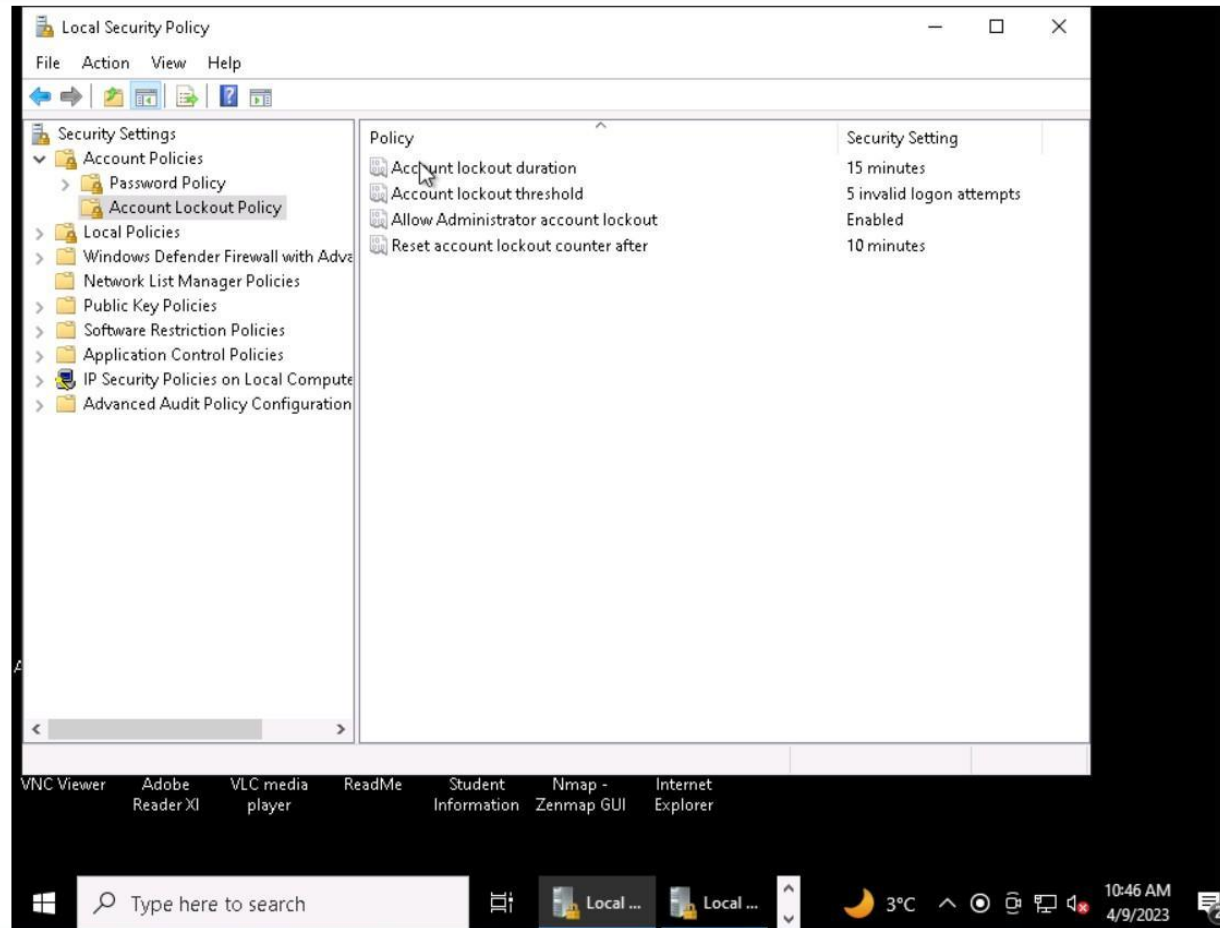 Local Security Policy
File Action View Help
Security Settings
Account Policies
Password Policy
Account Lockout Policy
Local Policies
Windows Defender Firewall with Adva
Network List Manager Policies
Public Key Policies
Software Restriction Policies
Application Control Policies
IP Security Policies on Local Compute
Advanced Audit Policy Configuration
Policy Security Setting
Account lockout duration 15 minutes
Account lockout threshold 5 invalid logon attempts
Allow Administrator account lockout Enabled
Reset account lockout counter after 10 minutes
A
VNC Viewer Adobe VLC media ReadMe Student Nmap - Internet
Reader XI player Information Zenmap GUI Explorer
Type here to search Local ... Local ... 3°C 10:46 AM
4/9/2023 2